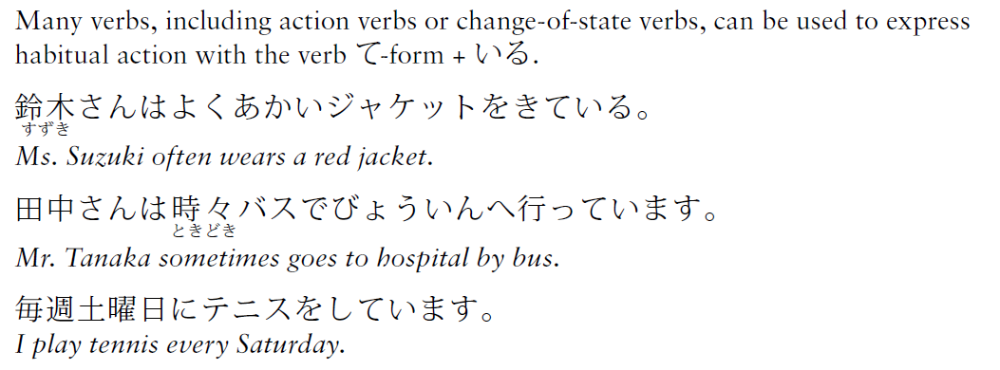 Many verbs, including action verbs or change-of-state verbs, can be used to express
habitual action with the verb て-form + いる.
鈴木さんはよくあかいジャケットをきている。
すずき
Ms. Suzuki often wears a red jacket.
田中さんは時々バスでびょういんへ行っています。
ときどき
Mr. Tanaka sometimes goes to hospital by bus.
毎週土曜日にテニスをしています。
I play tennis every Saturday.